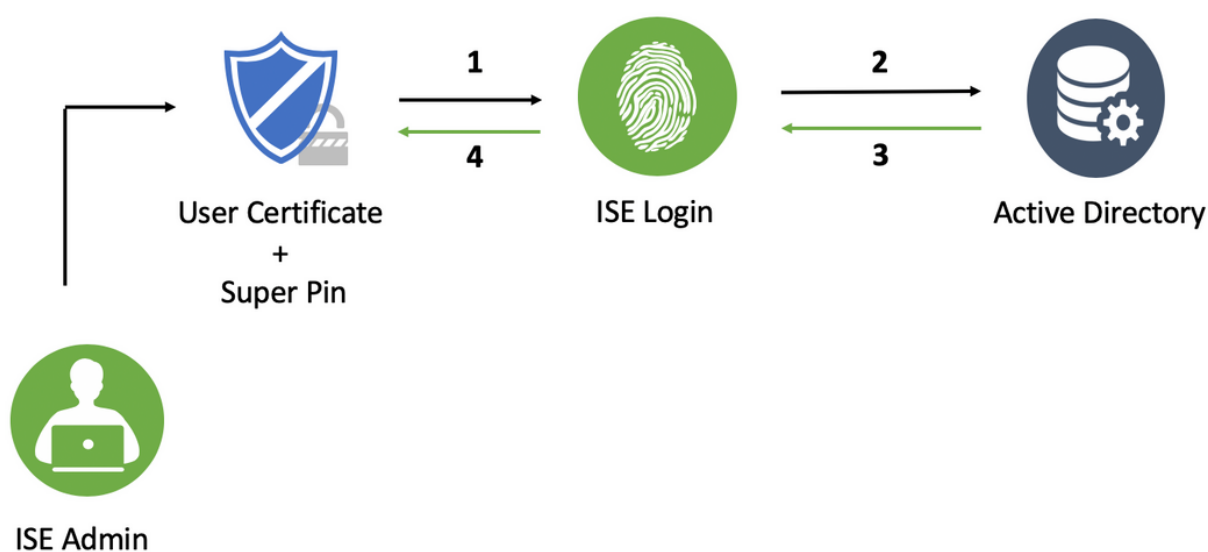 1
2
4
3
User Certificate
+
Super Pin
ISE Login
Active Directory
ISE Admin